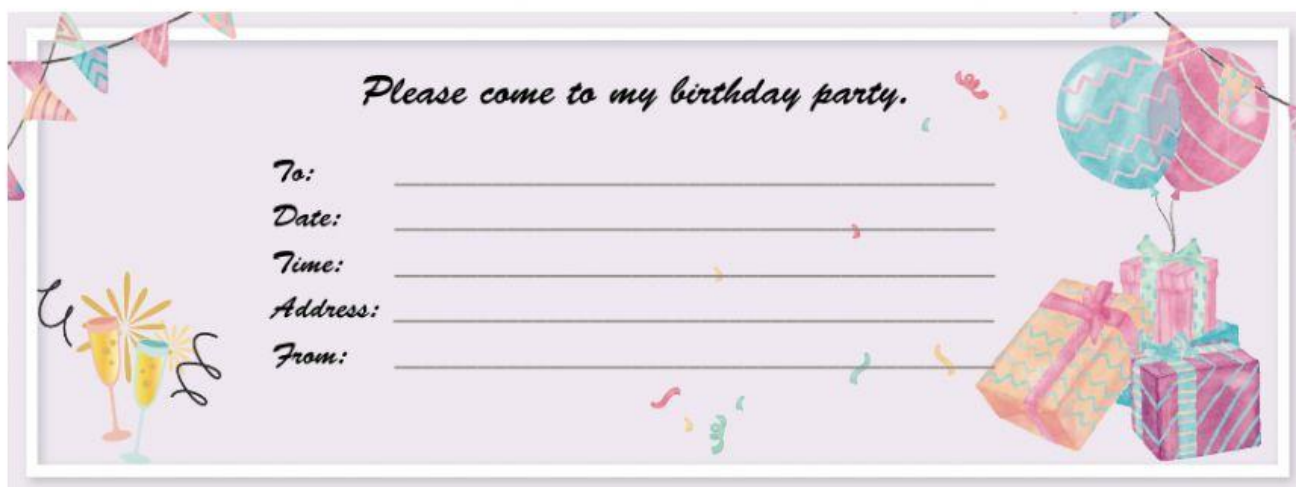 Please come to my birthday party.
To:
Date:
Time:
Address:
From: